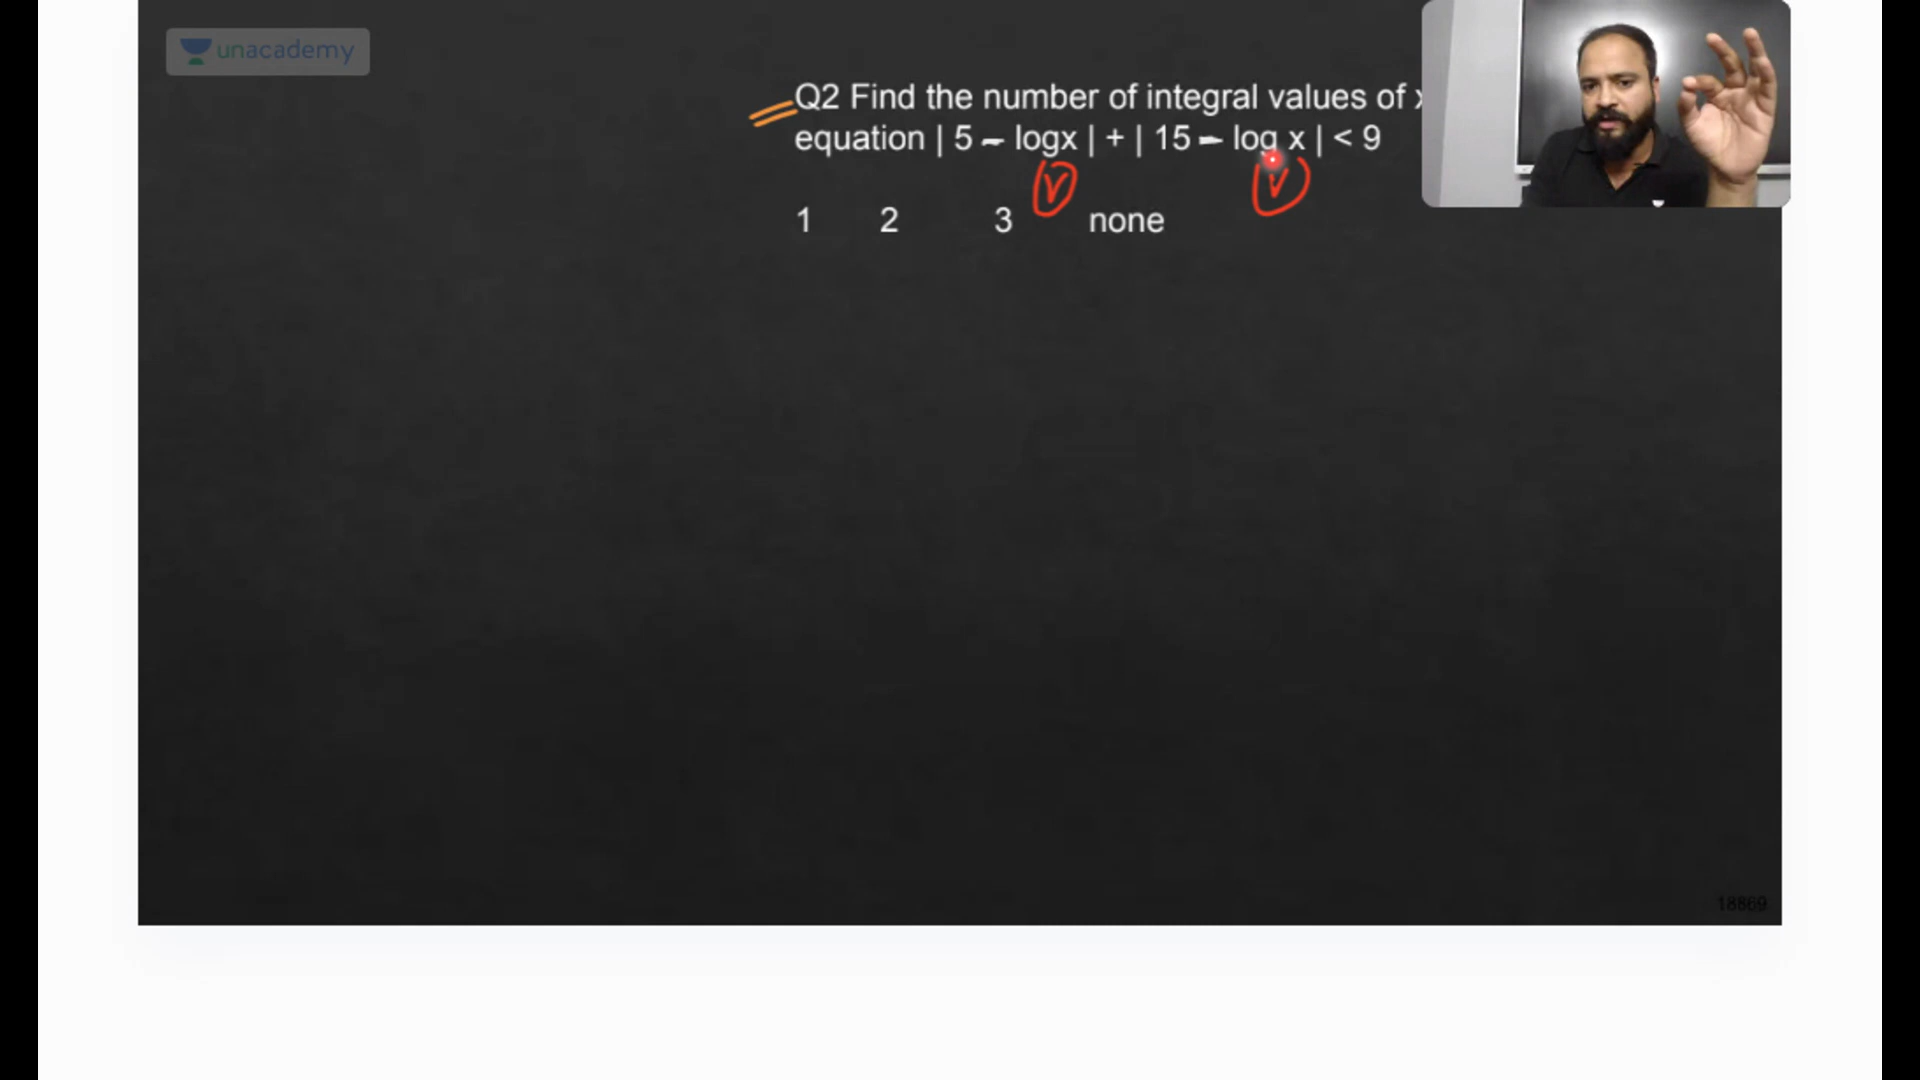 unacademy
Q2 Find the number of integral values of
equation | 5 - logx | + | 15 - log x | < 9
V V
1 2 3 none
18869